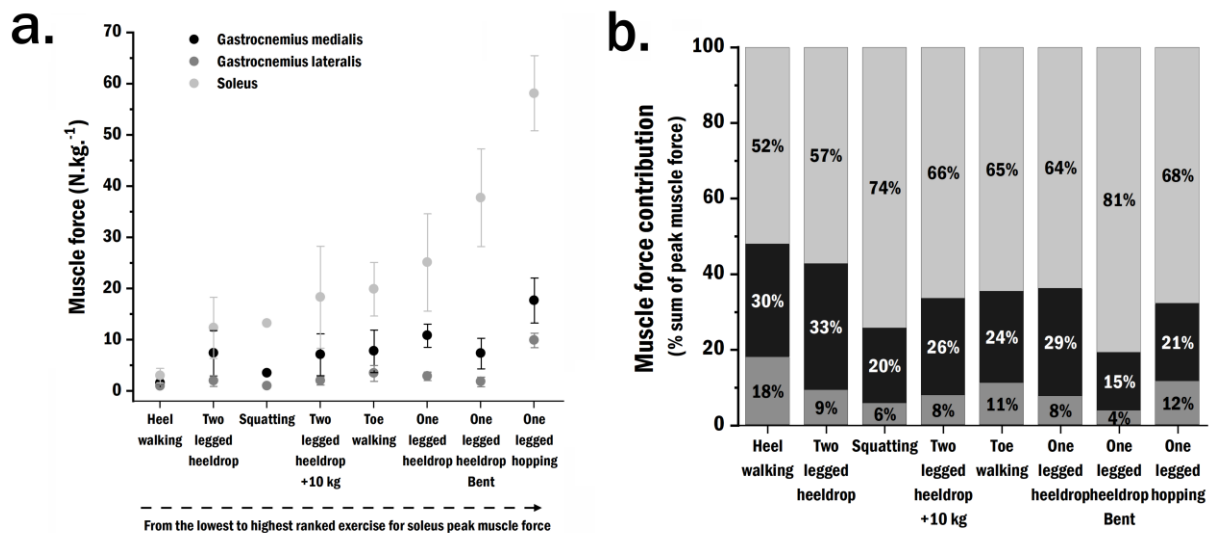 a.
70
60
50
40
30
20
10
0
Muscle force (N.kg.-1)
Gastrocnemius medialis
Gastrocnemius lateralis
Soleus
Heel
walking
Two
legged
heeldrop
Squatting
Two
legged
heeldrop
+10 kg
Toe
walking
One
legged
heeldrop
One
legged
heeldrop
Bent
One
legged
hopping
From the lowest to highest ranked exercise for soleus peak muscle force
b.
100
80
60
40
20
0
Muscle force contribution
(% sum of peak muscle force)
52%
30%
18%
57%
33%
9%
74%
20%
6%
66%
26%
8%
65%
24%
11%
64%
29%
8%
81%
15%
4%
68%
21%
12%
Heel
walking
Two
legged
heeldrop
Squatting
Two
legged
heeldrop
+10 kg
Toe
walking
One
legged
heeldrop
One
legged
heeldrop
Bent
One
legged
hopping